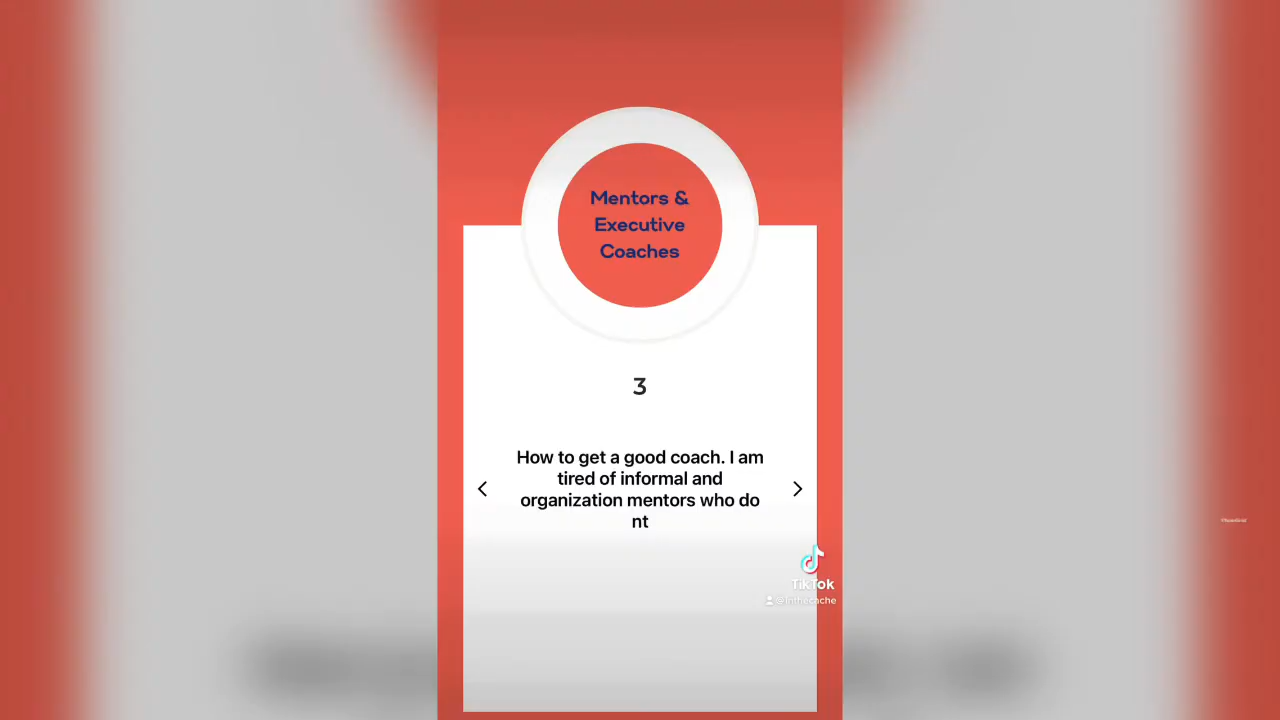 Mentors &
Executive
Coaches
3
How to get a good coach. I am
tired of informal and
organization mentors who do
nt
TikTok